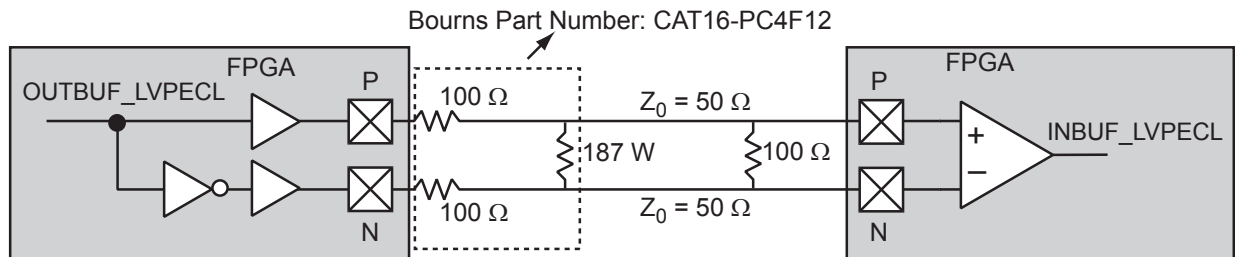 Bourns Part Number: CAT16-PC4F12
FPGA
OUTBUF_LVPECL
P
100 Ω
Z0 = 50 Ω
P
FPGA
187 W
100 Ω
+
−
INBUF_LVPECL
N
100 Ω
Z0 = 50 Ω
N